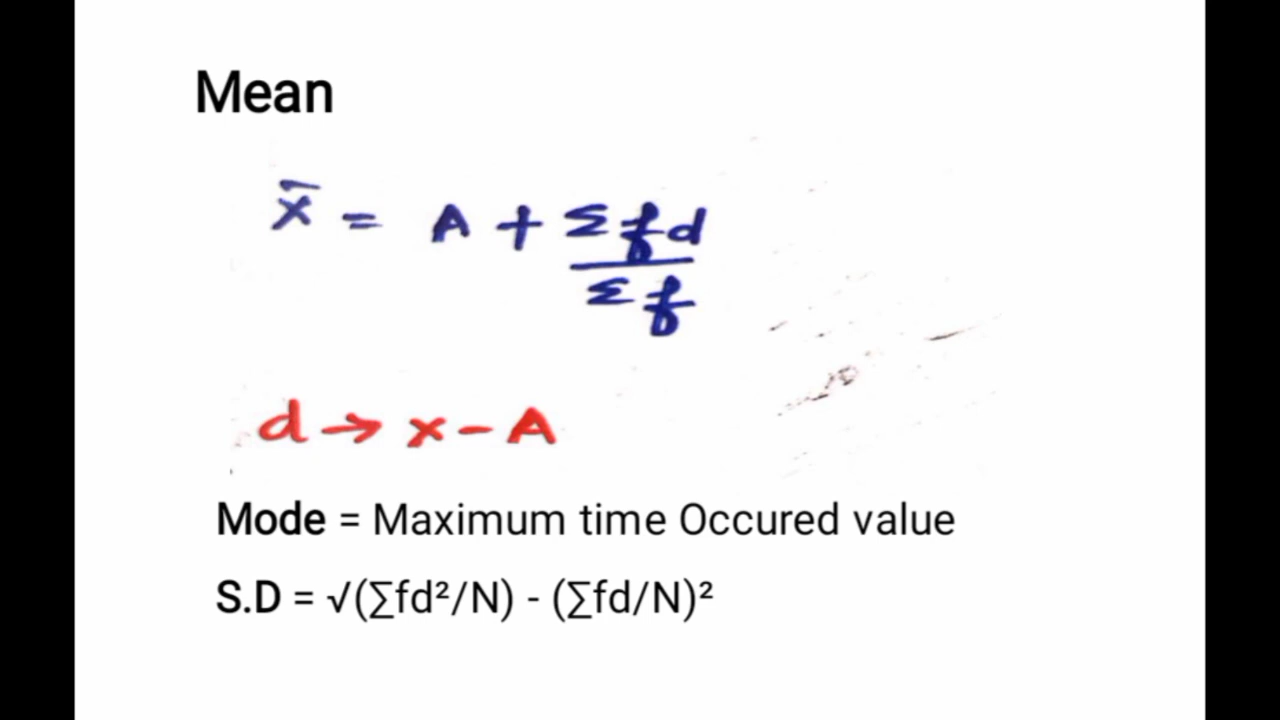 Mean
x̄ = A + Σfd
Σf
d → x - A
Mode = Maximum time Occured value
S.D = √(∑fd²/N) - (∑fd/N)²